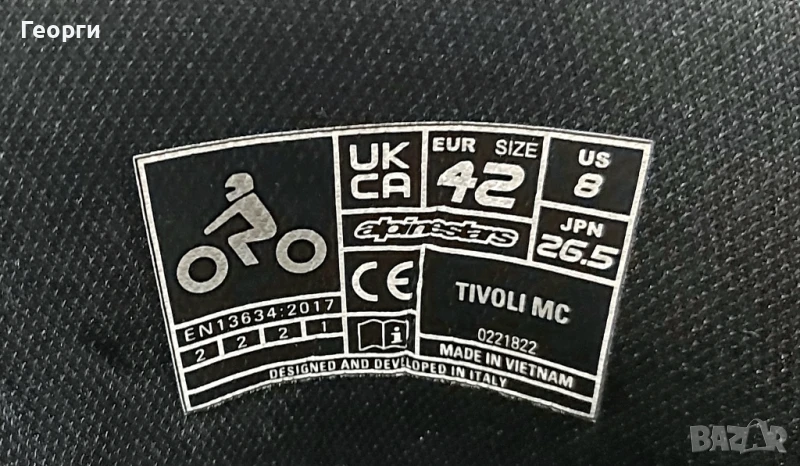 Георги
UK
CA
EUR SIZE
42
US
8
alpinestars
JPN
26.5
CE
TIVOLI MC
0221822
EN13634:2017
2 2 2 1
i
MADE IN VIETNAM
DESIGNED AND DEVELOPED IN ITALY
BAZAR